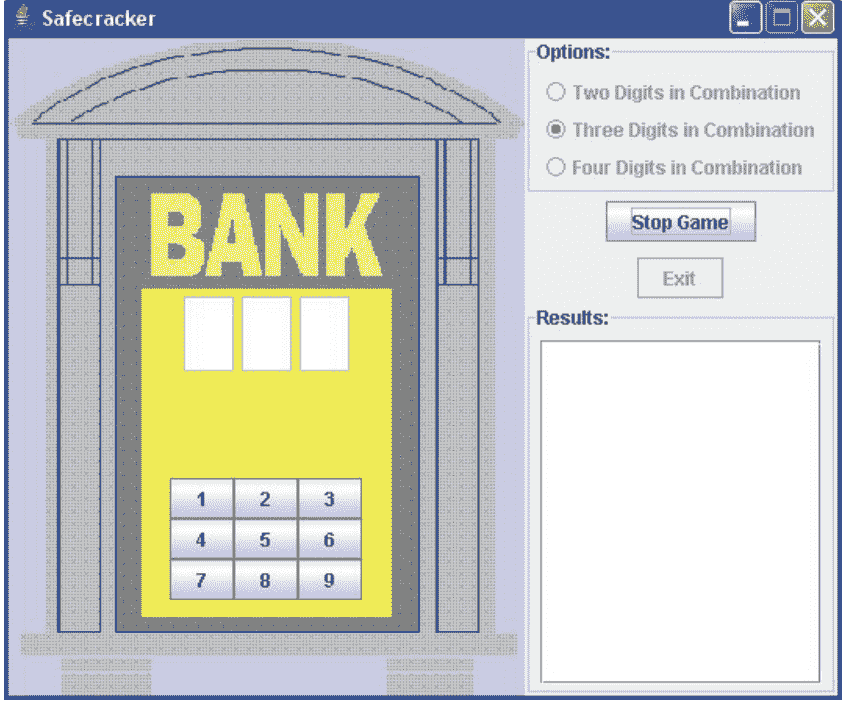 Safecracker
Options:
Two Digits in Combination
Three Digits in Combination
Four Digits in Combination
Stop Game
Exit
Results:
BANK
1 2 3
4 5 6
7 8 9